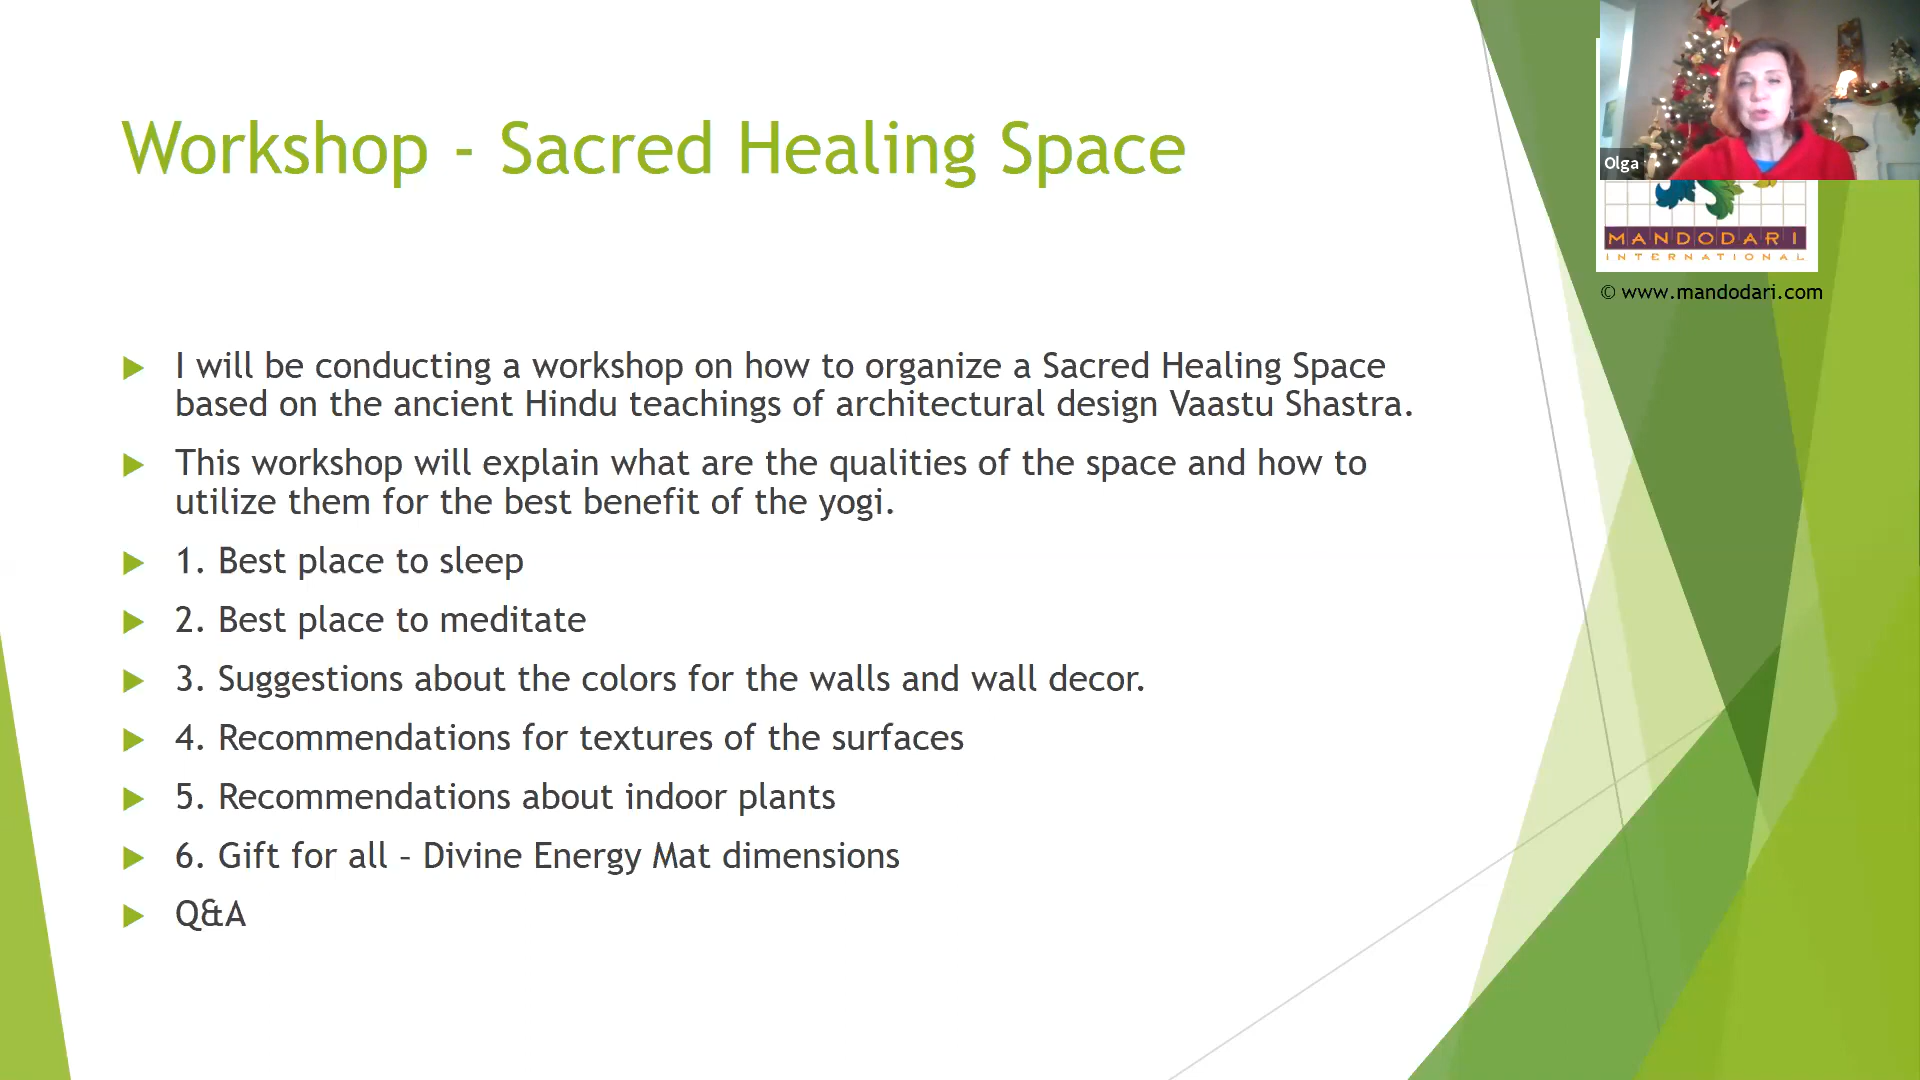 Workshop - Sacred Healing Space
Olga
MANDODARI
INTERNATIONAL
© www.mandodari.com
I will be conducting a workshop on how to organize a Sacred Healing Space
based on the ancient Hindu teachings of architectural design Vaastu Shastra.
This workshop will explain what are the qualities of the space and how to
utilize them for the best benefit of the yogi.
1. Best place to sleep
2. Best place to meditate
3. Suggestions about the colors for the walls and wall decor.
4. Recommendations for textures of the surfaces
5. Recommendations about indoor plants
6. Gift for all – Divine Energy Mat dimensions
Q&A